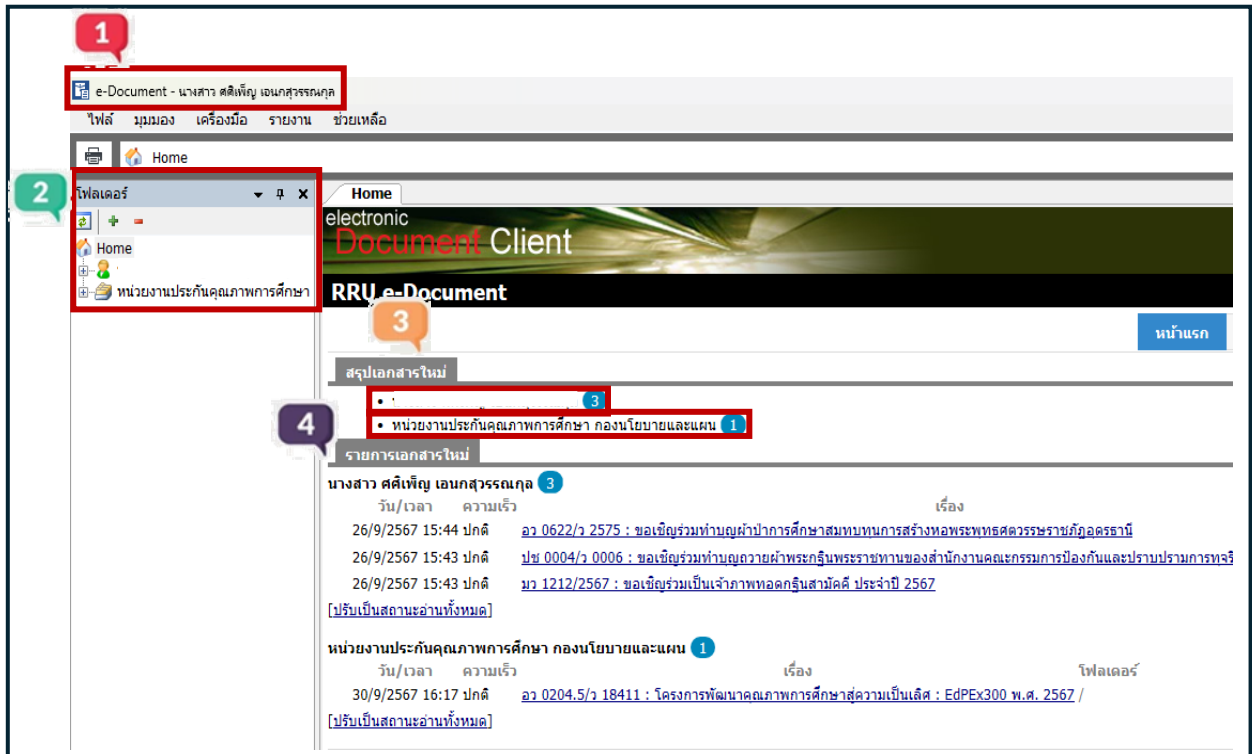 1
e-Document - นางสาว ศศิเพ็ญ เอนกสุวรรณกุล
ไฟล์ มุมมอง เครื่องมือ รายงาน ช่วยเหลือ
Home
2
โฟลเดอร์
Home
electronic
Document Client
Home
RRU e-Document
หน่วยงานประกันคุณภาพการศึกษา
3
หน้าแรก
สรุปเอกสารใหม่
3
4
• หน่วยงานประกันคุณภาพการศึกษา กองนโยบายและแผน 1
รายการเอกสารใหม่
นางสาว ศศิเพ็ญ เอนกสุวรรณกุล 3
วัน/เวลา ความเร็ว เรื่อง
26/9/2567 15:44 ปกติ อว 0622/ว 2575 : ขอเชิญร่วมทำบุญผ้าป่าการศึกษาสมทบทุนการสร้างหอพระพุทธศตวรรษราชภัฏอุดรธานี
26/9/2567 15:43 ปกติ ปช 0004/ว 0006 : ขอเชิญร่วมทำบุญถวายผ้าพระกฐินพระราชทานของสำนักงานคณะกรรมการป้องกันและปราบปรามการทุจริ
26/9/2567 15:43 ปกติ มว 1212/2567 : ขอเชิญร่วมเป็นเจ้าภาพทอดกฐินสามัคคี ประจำปี 2567
[ปรับเป็นสถานะอ่านทั้งหมด]
หน่วยงานประกันคุณภาพการศึกษา กองนโยบายและแผน 1
วัน/เวลา ความเร็ว เรื่อง โฟลเดอร์
30/9/2567 16:17 ปกติ อว 0204.5/ว 18411 : โครงการพัฒนาคุณภาพการศึกษาสู่ความเป็นเลิศ : EdPEx300 พ.ศ. 2567 /
[ปรับเป็นสถานะอ่านทั้งหมด]